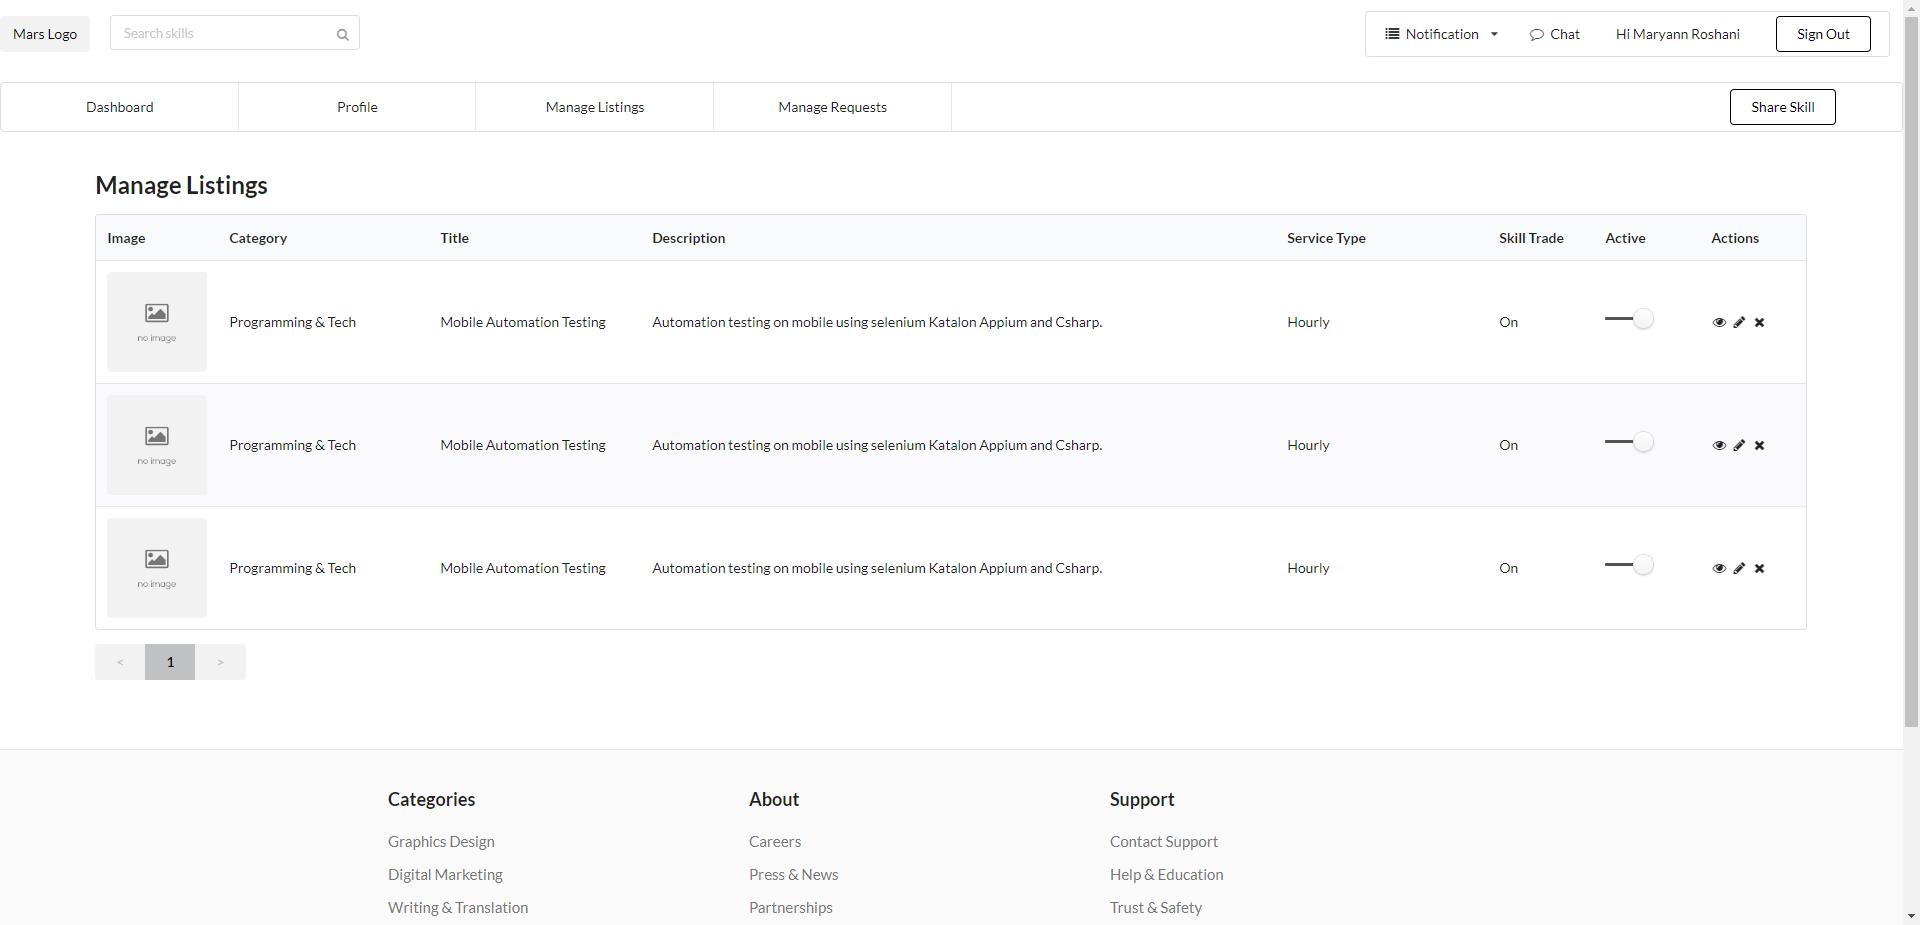 Mars Logo Search skills Notification Chat Hi Maryann Roshani Sign Out
Dashboard Profile Manage Listings Manage Requests Share Skill
Manage Listings
Image Category Title Description Service Type Skill Trade Active Actions
no image Programming & Tech Mobile Automation Testing Automation testing on mobile using selenium Katalon Appium and Csharp. Hourly On
no image Programming & Tech Mobile Automation Testing Automation testing on mobile using selenium Katalon Appium and Csharp. Hourly On
no image Programming & Tech Mobile Automation Testing Automation testing on mobile using selenium Katalon Appium and Csharp. Hourly On
< 1 >
Categories About Support
Graphics Design Careers Contact Support
Digital Marketing Press & News Help & Education
Writing & Translation Partnerships Trust & Safety